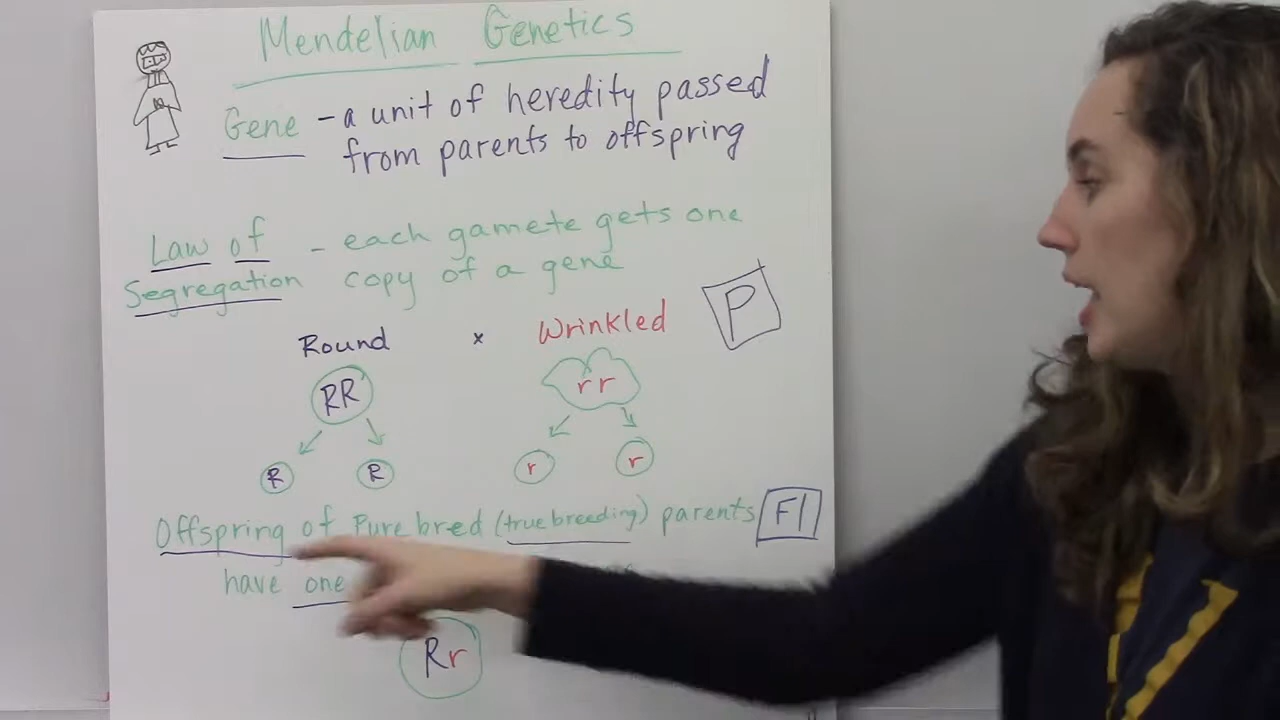 Mendelian Genetics
Gene - a unit of heredity passed
from parents to offspring
Law of - each gamete gets one
Segregation copy of a gene
P
Round x Wrinkled
RR rr
R R r r
Offspring of Pure bred (true breeding) parents F1
have one
Rr